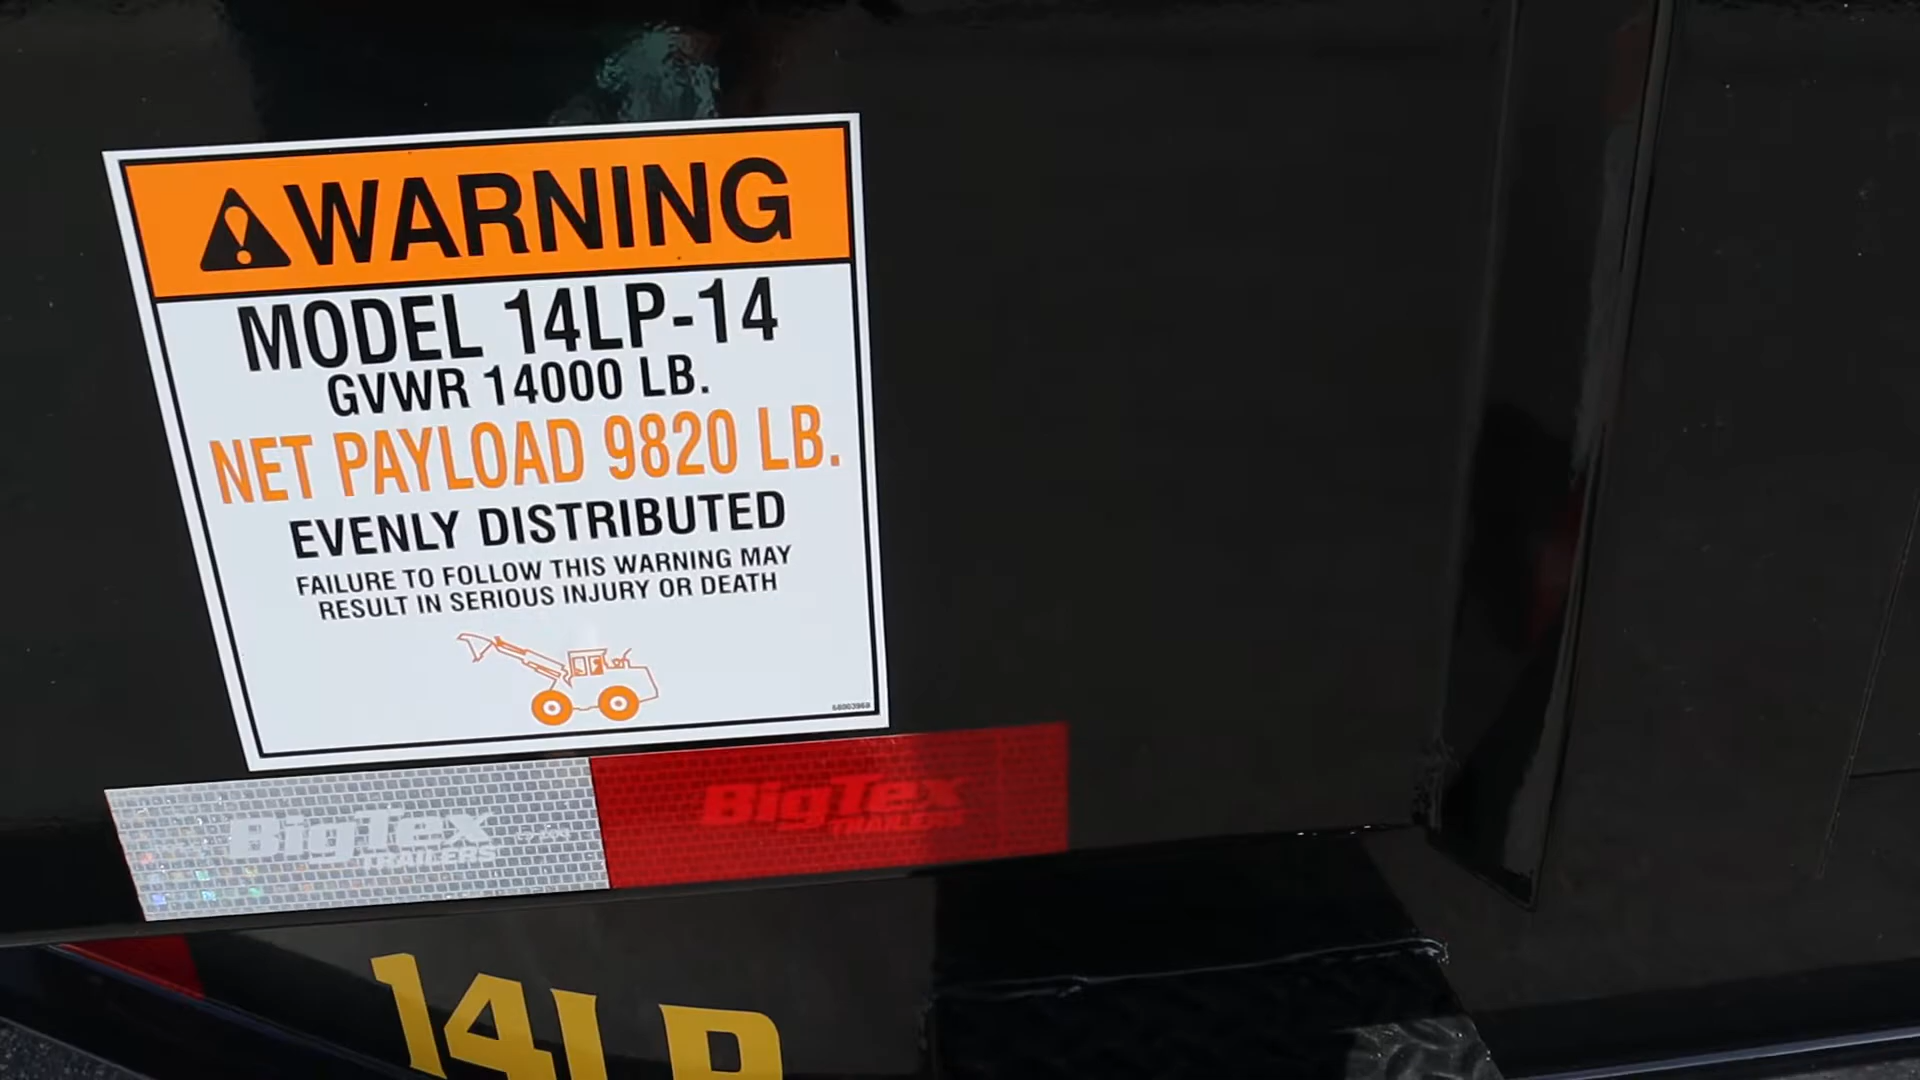 WARNING
MODEL 14LP-14
GVWR 14000 LB.
NET PAYLOAD 9820 LB.
EVENLY DISTRIBUTED
FAILURE TO FOLLOW THIS WARNING MAY
RESULT IN SERIOUS INJURY OR DEATH
BigTex
TRAILERS
BigTex
TRAILERS
14LP